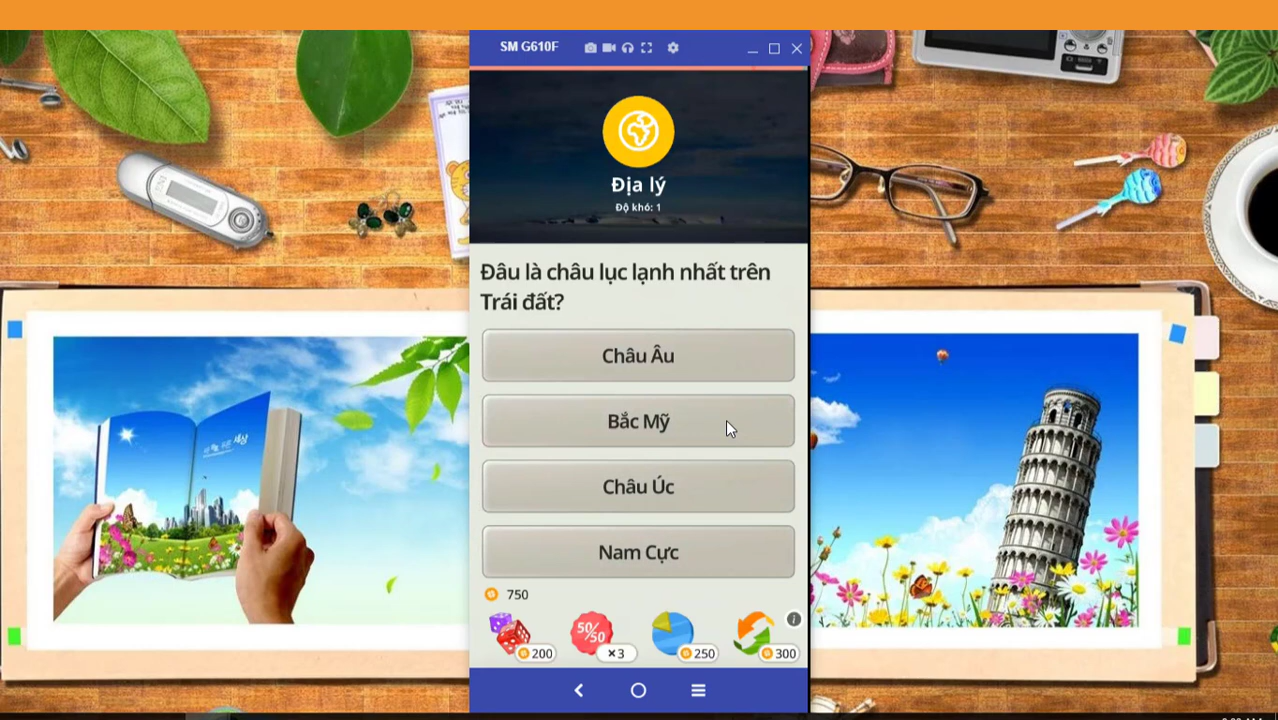 SM G610F
Địa lý
Độ khó: 1
Đâu là châu lục lạnh nhất trên
Trái đất?
Châu Âu
Bắc Mỹ
Châu Úc
Nam Cực
750
50/50
200
×3
250
300